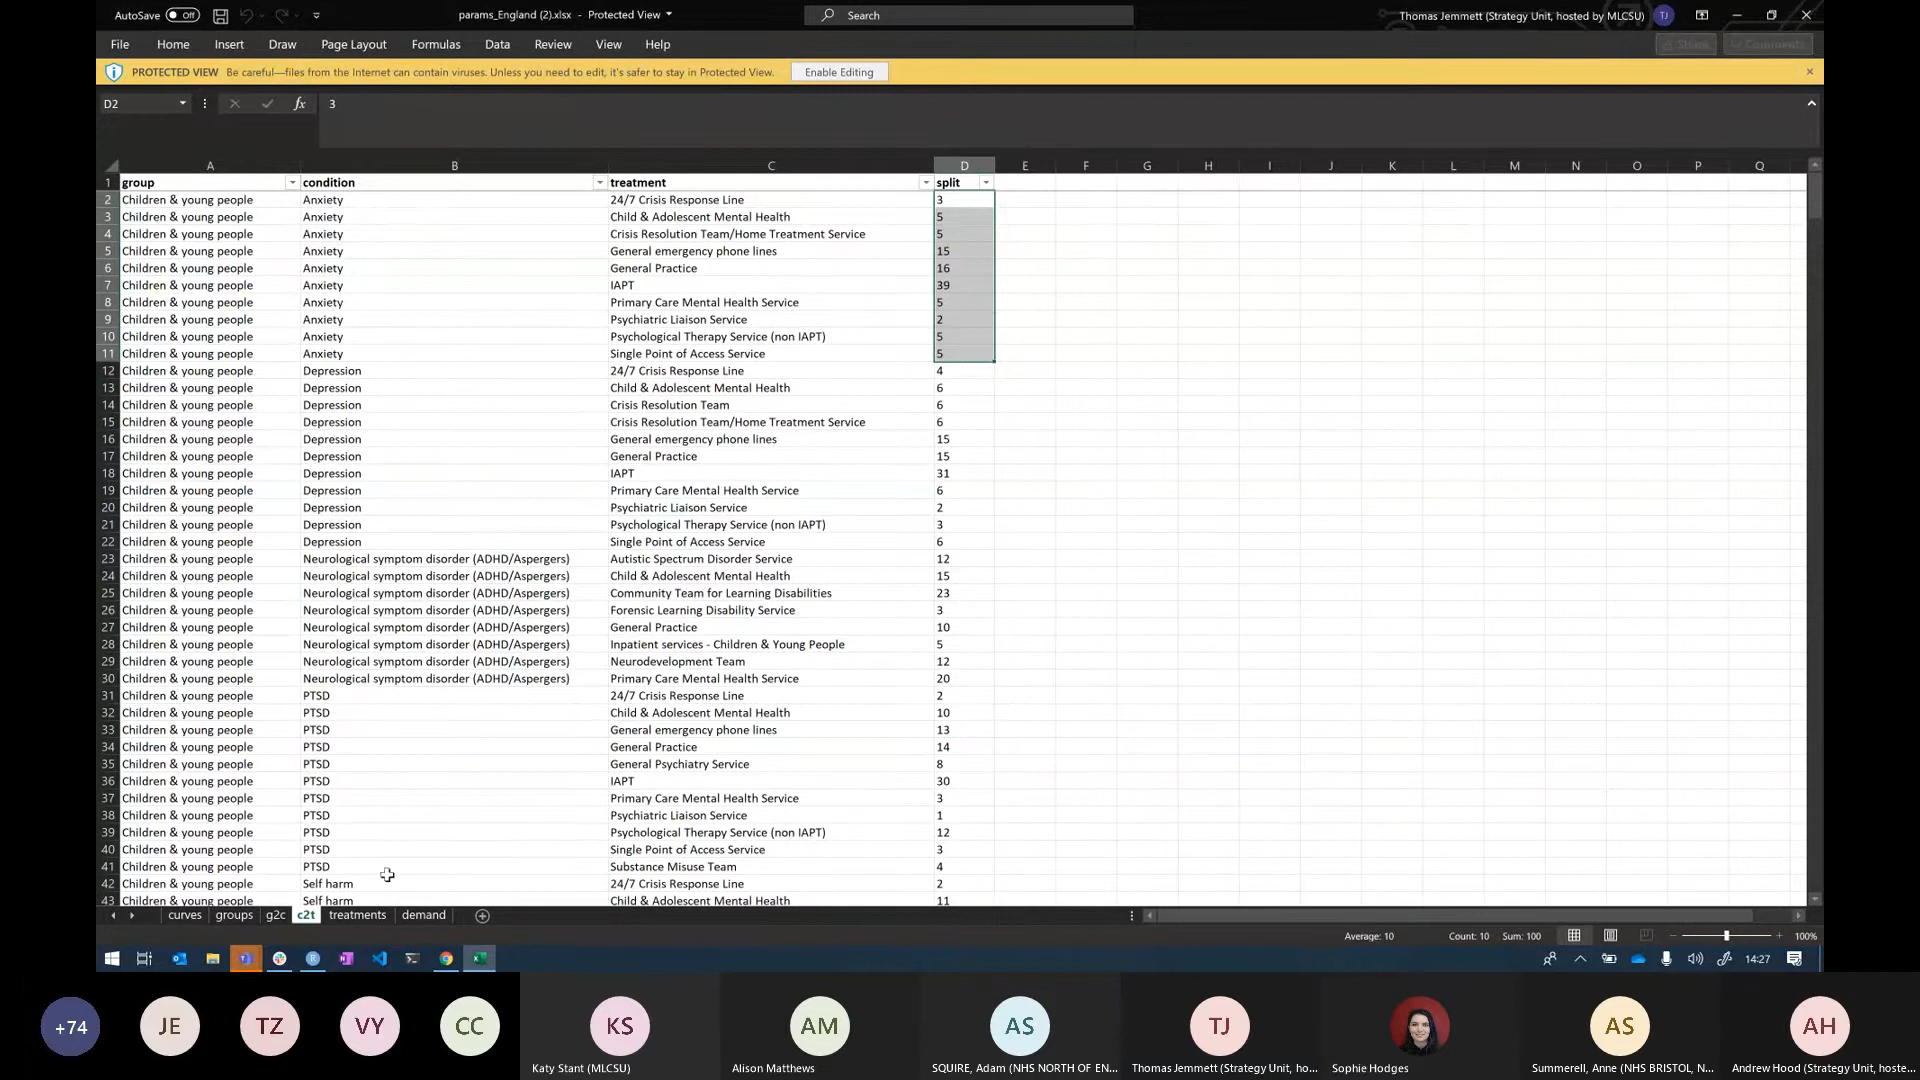 AutoSave Off params_England (2).xlsx - Protected View Search Thomas Jemmett (Strategy Unit, hosted by MLCSU) TJ
File Home Insert Draw Page Layout Formulas Data Review View Help Share Comments
PROTECTED VIEW Be careful—files from the Internet can contain viruses. Unless you need to edit, it's safer to stay in Protected View. Enable Editing
D2 fx 3
A B C D E F G H I J K L M N O P Q
1 group condition treatment split
2 Children & young people Anxiety 24/7 Crisis Response Line 3
3 Children & young people Anxiety Child & Adolescent Mental Health 5
4 Children & young people Anxiety Crisis Resolution Team/Home Treatment Service 5
5 Children & young people Anxiety General emergency phone lines 15
6 Children & young people Anxiety General Practice 16
7 Children & young people Anxiety IAPT 39
8 Children & young people Anxiety Primary Care Mental Health Service 5
9 Children & young people Anxiety Psychiatric Liaison Service 2
10 Children & young people Anxiety Psychological Therapy Service (non IAPT) 5
11 Children & young people Anxiety Single Point of Access Service 5
12 Children & young people Depression 24/7 Crisis Response Line 4
13 Children & young people Depression Child & Adolescent Mental Health 6
14 Children & young people Depression Crisis Resolution Team 6
15 Children & young people Depression Crisis Resolution Team/Home Treatment Service 6
16 Children & young people Depression General emergency phone lines 15
17 Children & young people Depression General Practice 15
18 Children & young people Depression IAPT 31
19 Children & young people Depression Primary Care Mental Health Service 6
20 Children & young people Depression Psychiatric Liaison Service 2
21 Children & young people Depression Psychological Therapy Service (non IAPT) 3
22 Children & young people Depression Single Point of Access Service 6
23 Children & young people Neurological symptom disorder (ADHD/Aspergers) Autistic Spectrum Disorder Service 12
24 Children & young people Neurological symptom disorder (ADHD/Aspergers) Child & Adolescent Mental Health 15
25 Children & young people Neurological symptom disorder (ADHD/Aspergers) Community Team for Learning Disabilities 23
26 Children & young people Neurological symptom disorder (ADHD/Aspergers) Forensic Learning Disability Service 3
27 Children & young people Neurological symptom disorder (ADHD/Aspergers) General Practice 10
28 Children & young people Neurological symptom disorder (ADHD/Aspergers) Inpatient services - Children & Young People 5
29 Children & young people Neurological symptom disorder (ADHD/Aspergers) Neurodevelopment Team 12
30 Children & young people Neurological symptom disorder (ADHD/Aspergers) Primary Care Mental Health Service 20
31 Children & young people PTSD 24/7 Crisis Response Line 2
32 Children & young people PTSD Child & Adolescent Mental Health 10
33 Children & young people PTSD General emergency phone lines 13
34 Children & young people PTSD General Practice 14
35 Children & young people PTSD General Psychiatry Service 8
36 Children & young people PTSD IAPT 30
37 Children & young people PTSD Primary Care Mental Health Service 3
38 Children & young people PTSD Psychiatric Liaison Service 1
39 Children & young people PTSD Psychological Therapy Service (non IAPT) 12
40 Children & young people PTSD Single Point of Access Service 3
41 Children & young people PTSD Substance Misuse Team 4
42 Children & young people Self harm 24/7 Crisis Response Line 2
43 Children & young people Self harm Child & Adolescent Mental Health 11
curves groups g2c c2t treatments demand
Average: 10 Count: 10 Sum: 100 100%
14:27
+74 JE TZ VY CC KS AM AS TJ AS AH
Katy Stant (MLCSU) Alison Matthews SQUIRE, Adam (NHS NORTH OF EN... Thomas Jemmett (Strategy Unit, ho... Sophie Hodges Summerell, Anne (NHS BRISTOL, N... Andrew Hood (Strategy Unit, hoste...